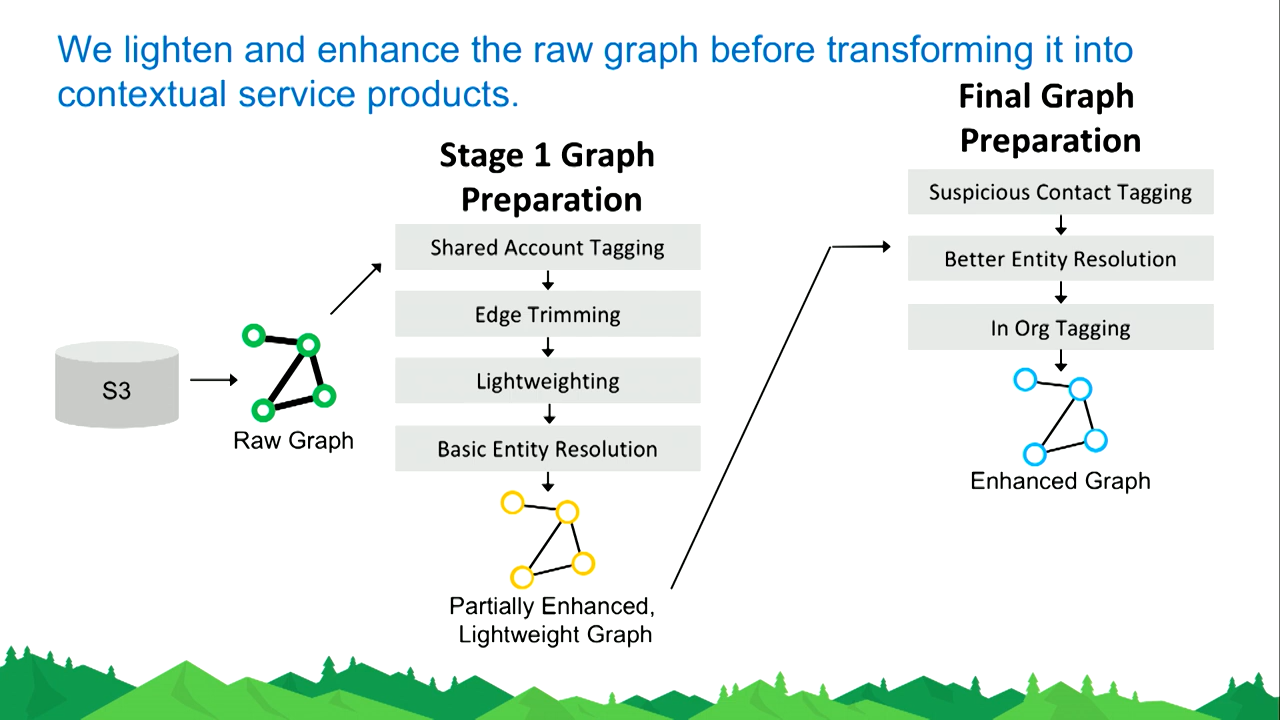 We lighten and enhance the raw graph before transforming it into
contextual service products.
S3
Raw Graph
Stage 1 Graph
Preparation
Shared Account Tagging
Edge Trimming
Lightweighting
Basic Entity Resolution
Partially Enhanced,
Lightweight Graph
Final Graph
Preparation
Suspicious Contact Tagging
Better Entity Resolution
In Org Tagging
Enhanced Graph